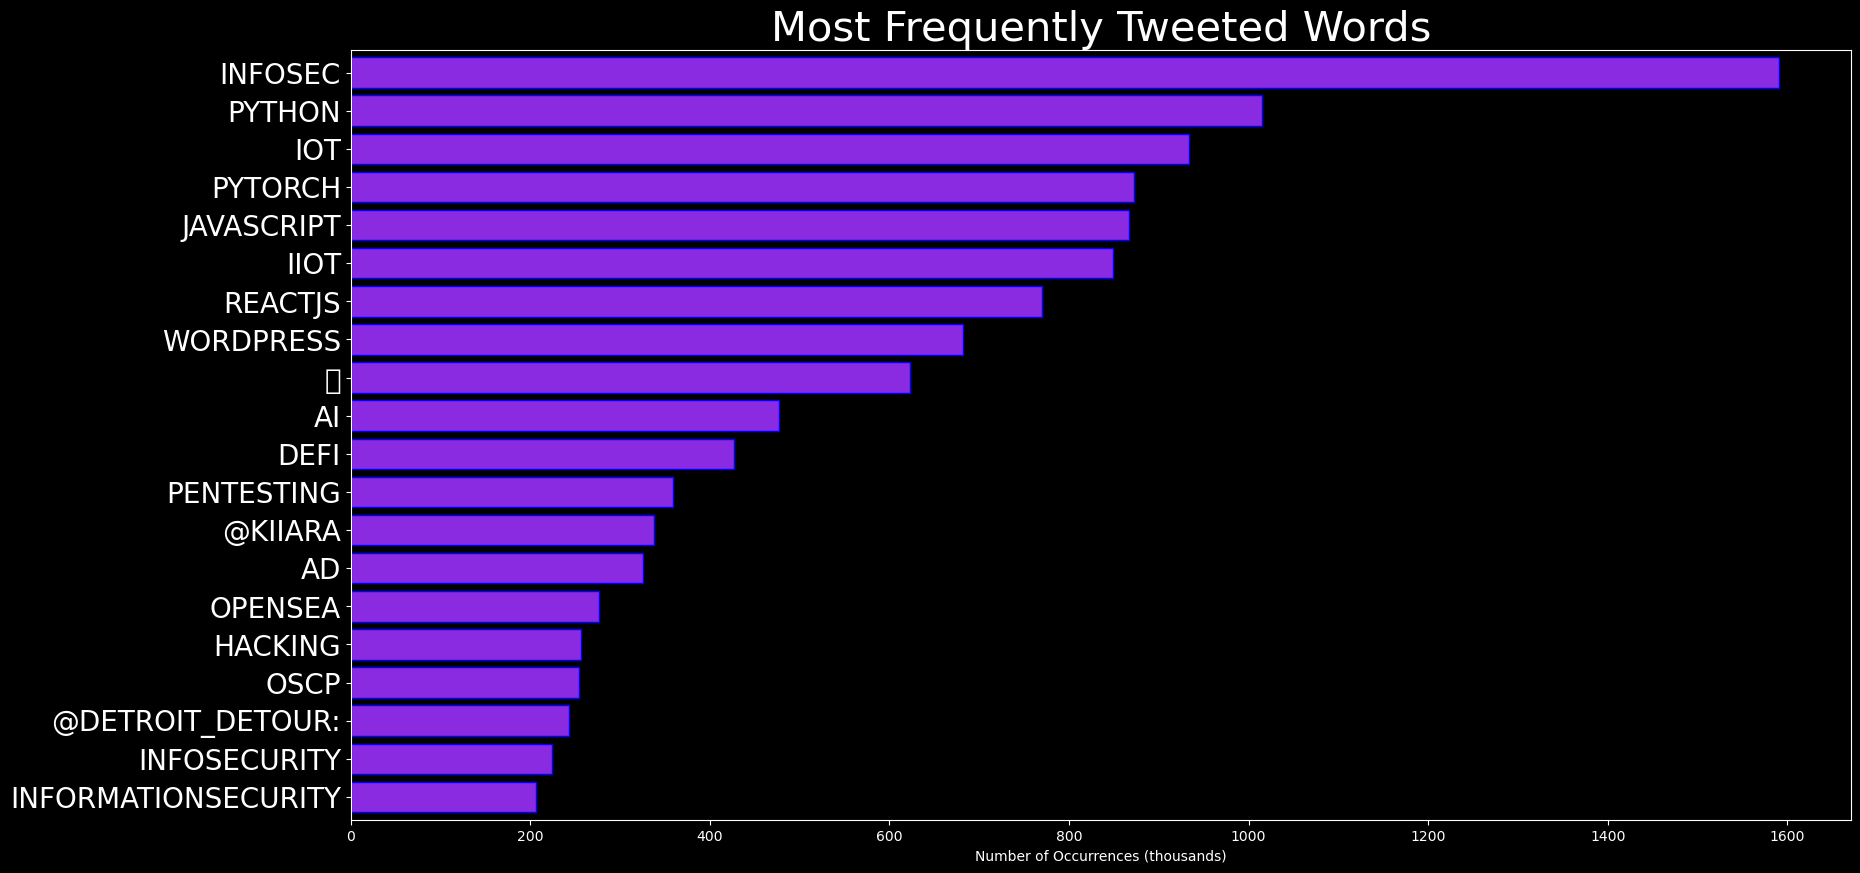 Most Frequently Tweeted Words
INFOSEC
PYTHON
IOT
PYTORCH
JAVASCRIPT
IIOT
REACTJS
WORDPRESS
AI
DEFI
PENTESTING
@KIIARA
AD
OPENSEA
HACKING
OSCP
@DETROIT_DETOUR:
INFOSECURITY
INFORMATIONSECURITY
0 200 400 600 800 1000 1200 1400 1600
Number of Occurrences (thousands)